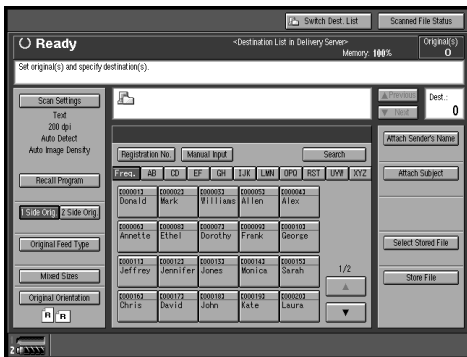 Switch Dest. List
Scanned File Status
Ready
<Destination List in Delivery Server>
Memory: 100%
Original(s)
0
Set original(s) and specify destination(s).
Scan Settings
Text
200 dpi
Auto Detect
Auto Image Density
Recall Program
1 Side Orig. 2 Side Orig.
Original Feed Type
Mixed Sizes
Original Orientation
R R
▲Previous
▼ Next
Dest.:
0
Registration No. Manual Input Search
Freq. AB CD EF GH IJK LMN OPQ RST UVW XYZ
[00001] [00002] [00003] [00005] [00004]
Donald Mark Williams Allen Alex
[00006] [00008] [00007] [00009] [00010]
Annette Ethel Dorothy Frank George
[00011] [00012] [00013] [00014] [00015]
Jeffrey Jennifer Jones Monica Sarah
[00016] [00017] [00018] [00019] [00020]
Chris David John Kate Laura
1/2
▲
▼
Attach Sender's Name
Attach Subject
Select Stored File
Store File
2